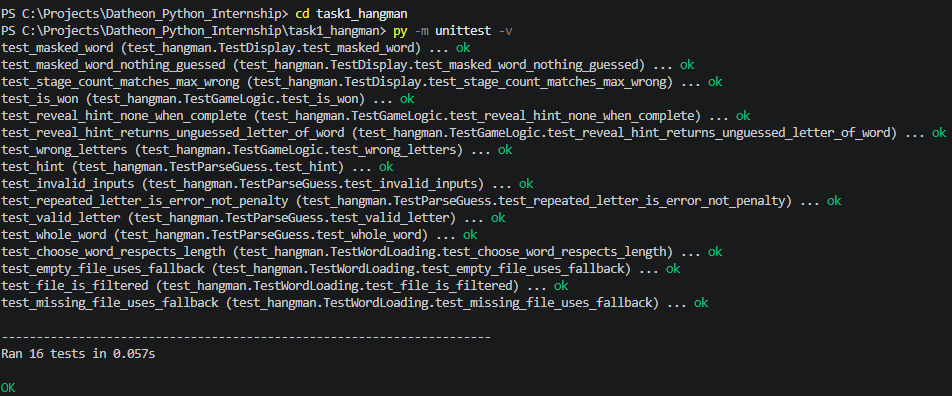 PS C:\Projects\Datheon_Python_Internship> cd task1_hangman
PS C:\Projects\Datheon_Python_Internship\task1_hangman> py -m unittest -v
test_masked_word (test_hangman.TestDisplay.test_masked_word) ... ok
test_masked_word_nothing_guessed (test_hangman.TestDisplay.test_masked_word_nothing_guessed) ... ok
test_stage_count_matches_max_wrong (test_hangman.TestDisplay.test_stage_count_matches_max_wrong) ... ok
test_is_won (test_hangman.TestGameLogic.test_is_won) ... ok
test_reveal_hint_none_when_complete (test_hangman.TestGameLogic.test_reveal_hint_none_when_complete) ... ok
test_reveal_hint_returns_unguessed_letter_of_word (test_hangman.TestGameLogic.test_reveal_hint_returns_unguessed_letter_of_word) ... ok
test_wrong_letters (test_hangman.TestGameLogic.test_wrong_letters) ... ok
test_hint (test_hangman.TestParseGuess.test_hint) ... ok
test_invalid_inputs (test_hangman.TestParseGuess.test_invalid_inputs) ... ok
test_repeated_letter_is_error_not_penalty (test_hangman.TestParseGuess.test_repeated_letter_is_error_not_penalty) ... ok
test_valid_letter (test_hangman.TestParseGuess.test_valid_letter) ... ok
test_whole_word (test_hangman.TestParseGuess.test_whole_word) ... ok
test_choose_word_respects_length (test_hangman.TestWordLoading.test_choose_word_respects_length) ... ok
test_empty_file_uses_fallback (test_hangman.TestWordLoading.test_empty_file_uses_fallback) ... ok
test_file_is_filtered (test_hangman.TestWordLoading.test_file_is_filtered) ... ok
test_missing_file_uses_fallback (test_hangman.TestWordLoading.test_missing_file_uses_fallback) ... ok
----------------------------------------------------------------------
Ran 16 tests in 0.057s
OK